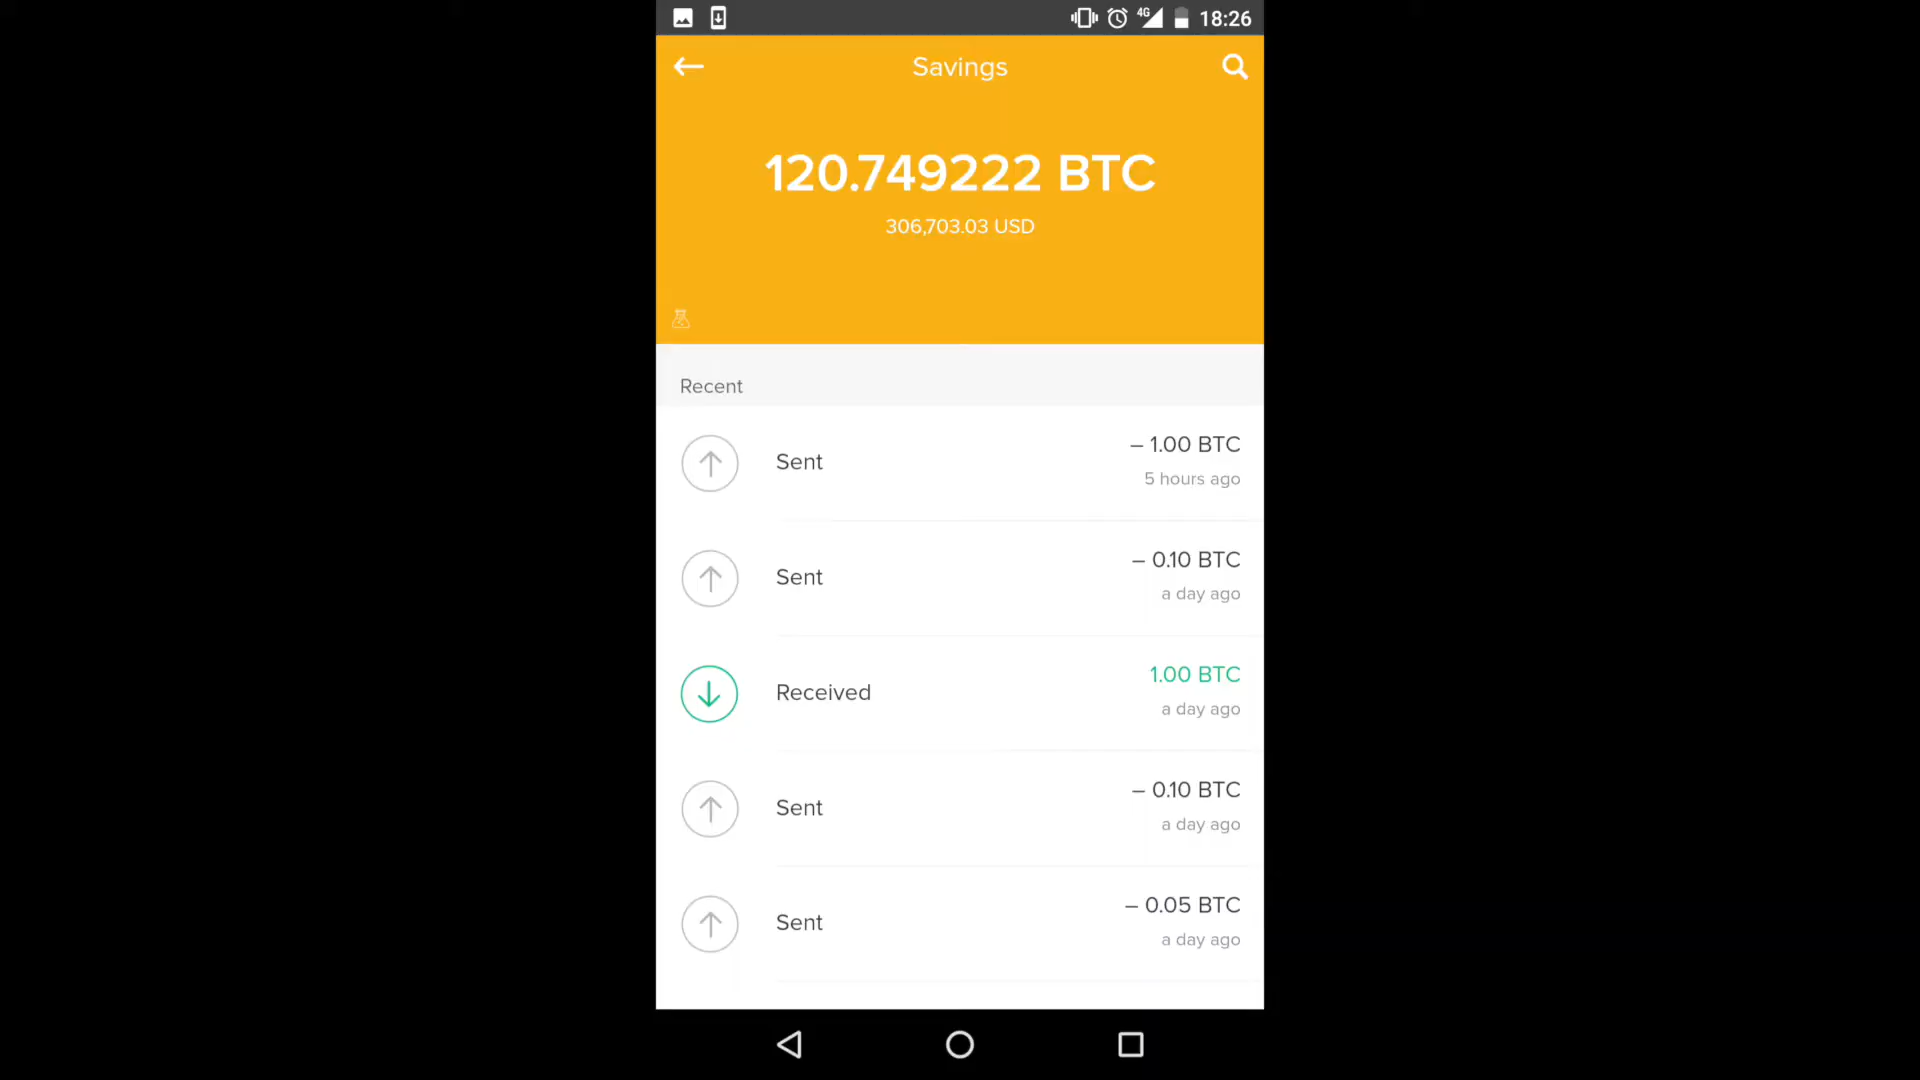 4G 18:26
Savings
120.749222 BTC
306,703.03 USD
Recent
Sent – 1.00 BTC
5 hours ago
Sent – 0.10 BTC
a day ago
Received 1.00 BTC
a day ago
Sent – 0.10 BTC
a day ago
Sent – 0.05 BTC
a day ago